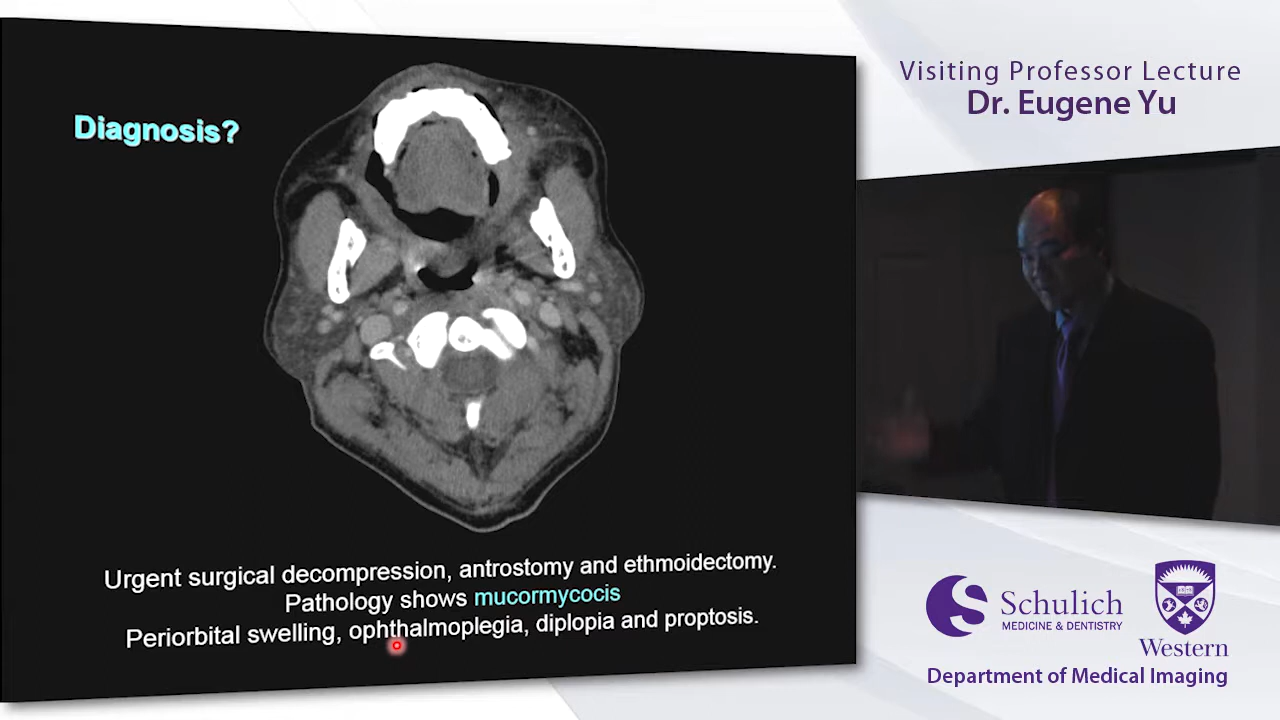 Visiting Professor Lecture
Dr. Eugene Yu
Diagnosis?
Urgent surgical decompression, antrostomy and ethmoidectomy.
Pathology shows mucormycocis
Periorbital swelling, ophthalmoplegia, diplopia and proptosis.
Schulich
MEDICINE & DENTISTRY
Western
Department of Medical Imaging